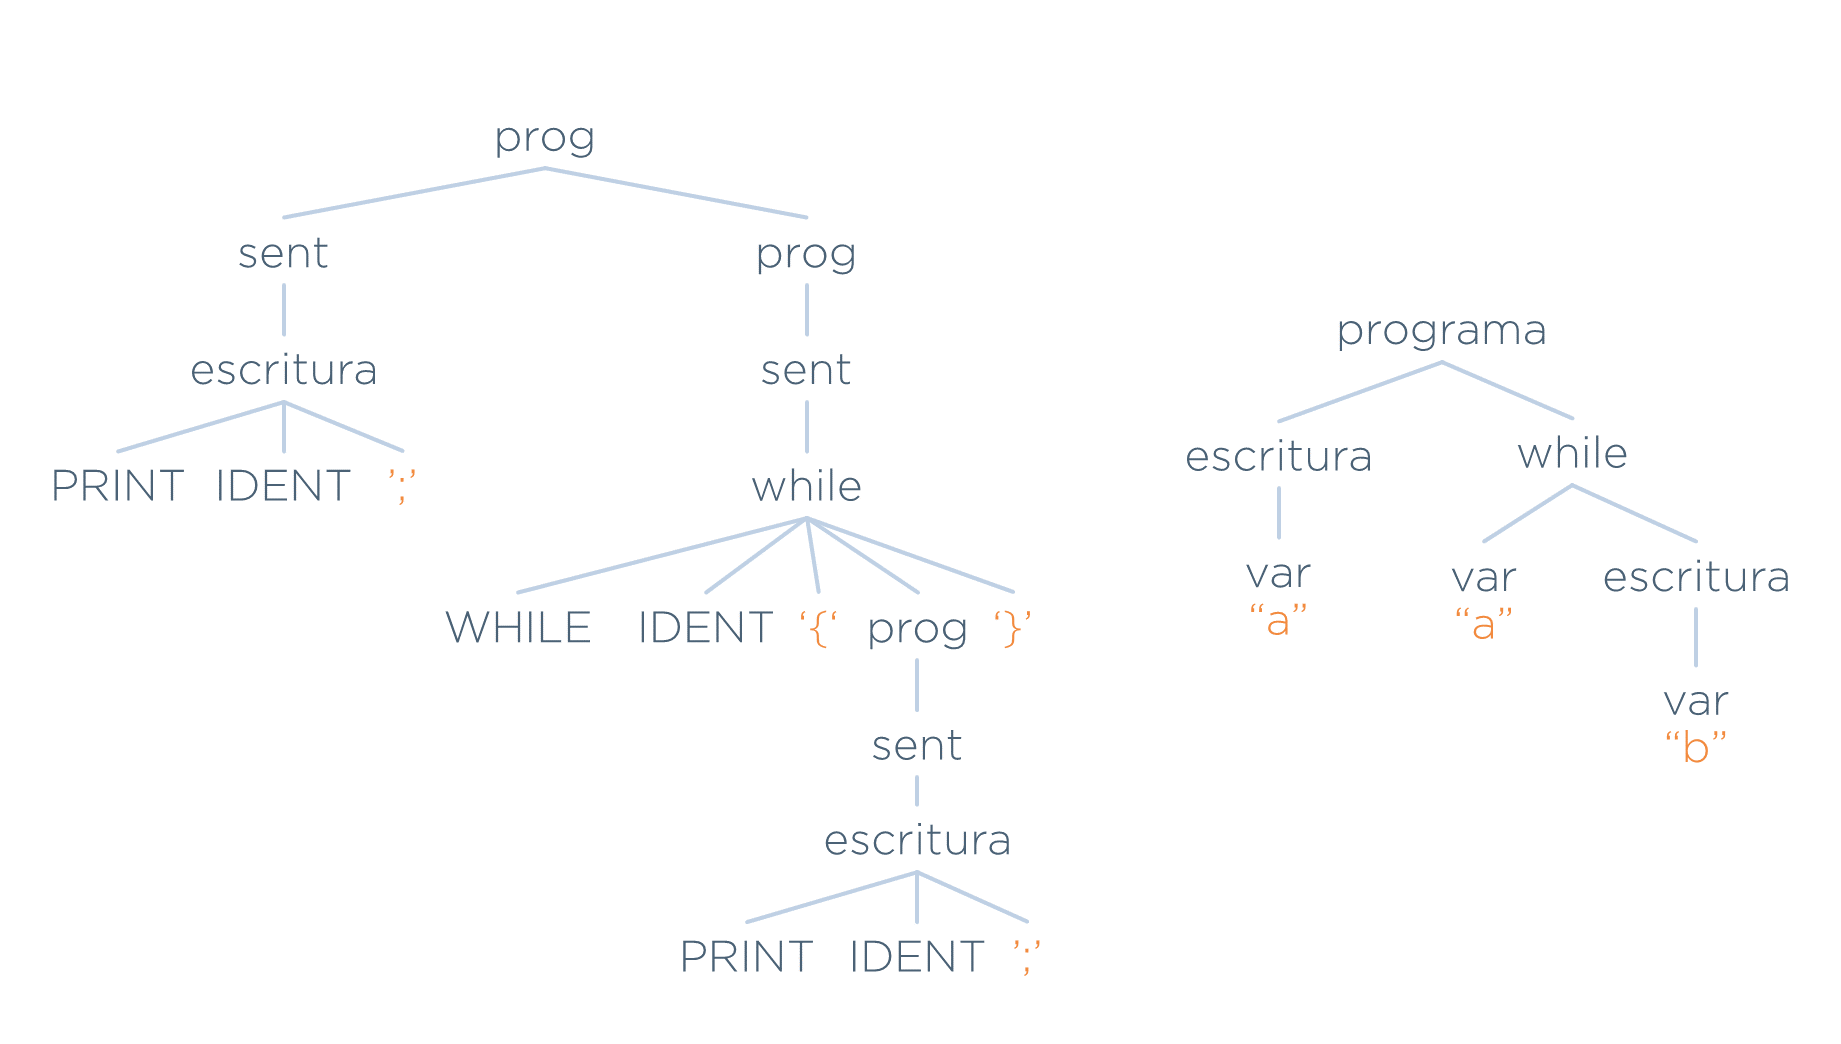 prog
sent prog
escritura sent
PRINT IDENT ’;’ while
WHILE IDENT ‘{‘ prog ‘}’
sent
escritura
PRINT IDENT ’;’
programa
escritura while
var var escritura
“a” “a”
var
“b”